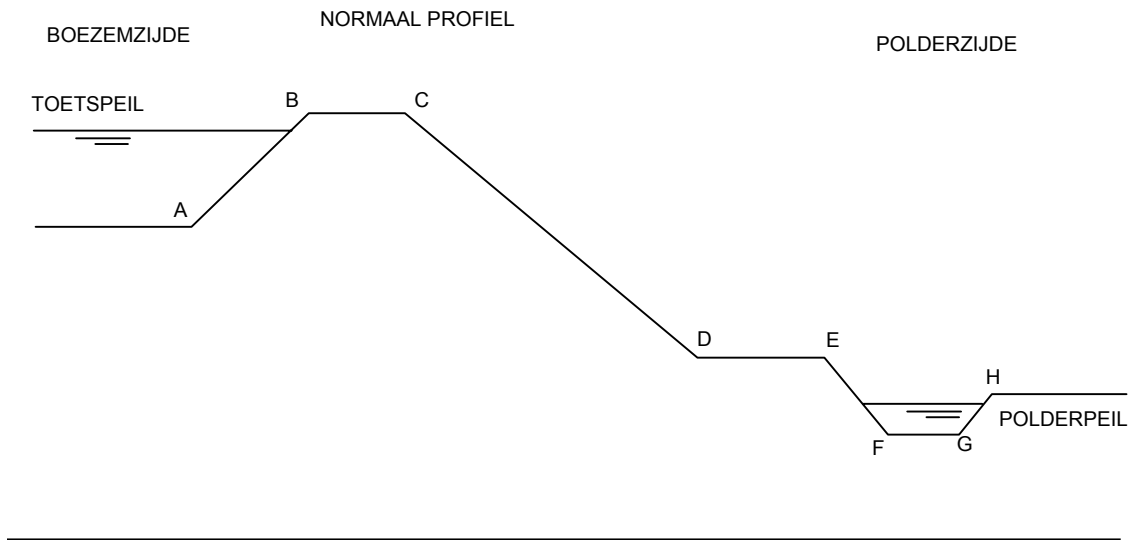 NORMAAL PROFIEL
BOEZEMZIJDE
POLDERZIJDE
TOETSPEIL
B
C
A
D
E
H
POLDERPEIL
F
G